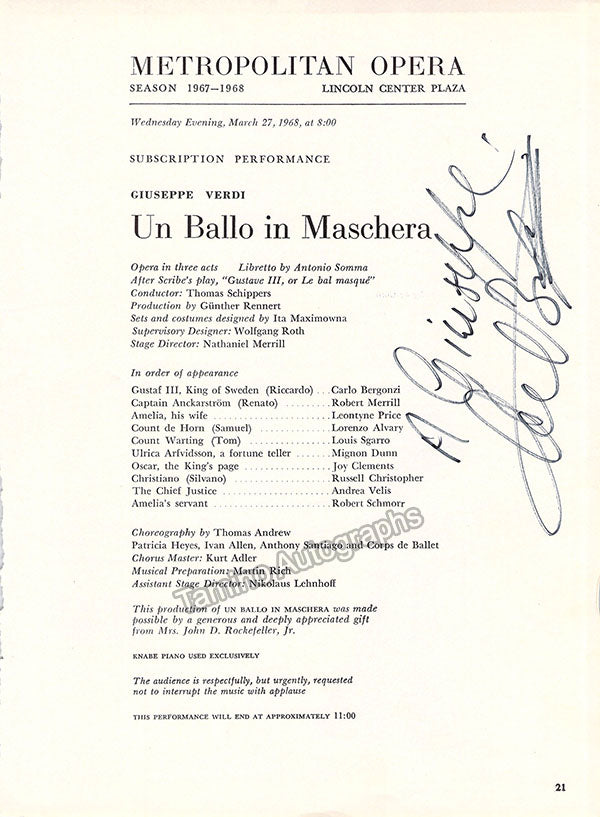 METROPOLITAN OPERA
SEASON 1967–1968 LINCOLN CENTER PLAZA
Wednesday Evening, March 27, 1968, at 8:00
SUBSCRIPTION PERFORMANCE
GIUSEPPE VERDI
Un Ballo in Maschera
Opera in three acts Libretto by Antonio Somma
After Scribe's play, "Gustave III, or Le bal masqué"
Conductor: Thomas Schippers
Production by Günther Rennert
Sets and costumes designed by Ita Maximowna
Supervisory Designer: Wolfgang Roth
Stage Director: Nathaniel Merrill
In order of appearance
Gustaf III, King of Sweden (Riccardo) . . . Carlo Bergonzi
Captain Anckarström (Renato) . . . . . . . . . Robert Merrill
Amelia, his wife . . . . . . . . . . . . . . . . . . . . Leontyne Price
Count de Horn (Samuel) . . . . . . . . . . . . . Lorenzo Alvary
Count Warting (Tom) . . . . . . . . . . . . . . . Louis Sgarro
Ulrica Arfvidsson, a fortune teller . . . . . . . Mignon Dunn
Oscar, the King's page . . . . . . . . . . . . . . . Joy Clements
Christiano (Silvano) . . . . . . . . . . . . . . . . . Russell Christopher
The Chief Justice . . . . . . . . . . . . . . . . . . . Andrea Velis
Amelia's servant . . . . . . . . . . . . . . . . . . . Robert Schmorr
Choreography by Thomas Andrew
Patricia Heyes, Ivan Allen, Anthony Santiago and Corps de Ballet
Chorus Master: Kurt Adler
Musical Preparation: Martin Rich
Assistant Stage Director: Nikolaus Lehnhoff
This production of UN BALLO IN MASCHERA was made
possible by a generous and deeply appreciated gift
from Mrs. John D. Rockefeller, Jr.
KNABE PIANO USED EXCLUSIVELY
The audience is respectfully, but urgently, requested
not to interrupt the music with applause
THIS PERFORMANCE WILL END AT APPROXIMATELY 11:00
21
A Giuseppe
Tamino Autographs